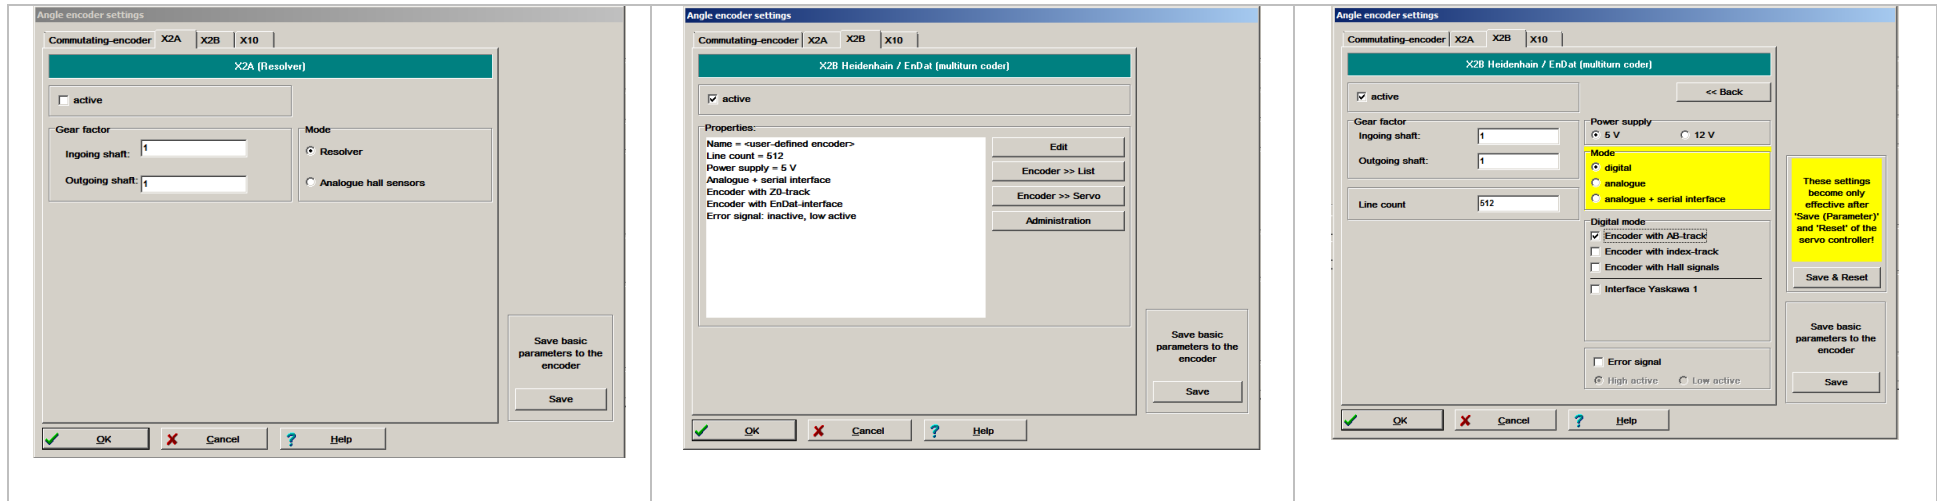 Angle encoder settings
Commutating-encoder X2A X2B X10
X2A (Resolver)
active
Gear factor
Ingoing shaft: 1
Outgoing shaft: 1
Mode
Resolver
Analogue hall sensors
Save basic
parameters to the
encoder
Save
OK Cancel Help
Angle encoder settings
Commutating-encoder X2A X2B X10
X2B Heidenhain / EnDat (multiturn coder)
active
Properties:
Name = <user-defined encoder>
Line count = 512
Power supply = 5 V
Analogue + serial interface
Encoder with Z0-track
Encoder with EnDat-interface
Error signal: inactive, low active
Edit
Encoder >> List
Encoder >> Servo
Administration
Save basic
parameters to the
encoder
Save
OK Cancel Help
Angle encoder settings
Commutating-encoder X2A X2B X10
X2B Heidenhain / EnDat (multiturn coder)
active
<< Back
Gear factor
Ingoing shaft: 1
Outgoing shaft: 1
Line count 512
Power supply
5 V 12 V
Mode
digital
analogue
analogue + serial interface
Digital mode
Encoder with AB-track
Encoder with index-track
Encoder with Hall signals
Interface Yaskawa 1
Error signal
High active Low active
These settings
become only
effective after
'Save (Parameter)'
and 'Reset' of the
servo controller!
Save & Reset
Save basic
parameters to the
encoder
Save
OK Cancel Help